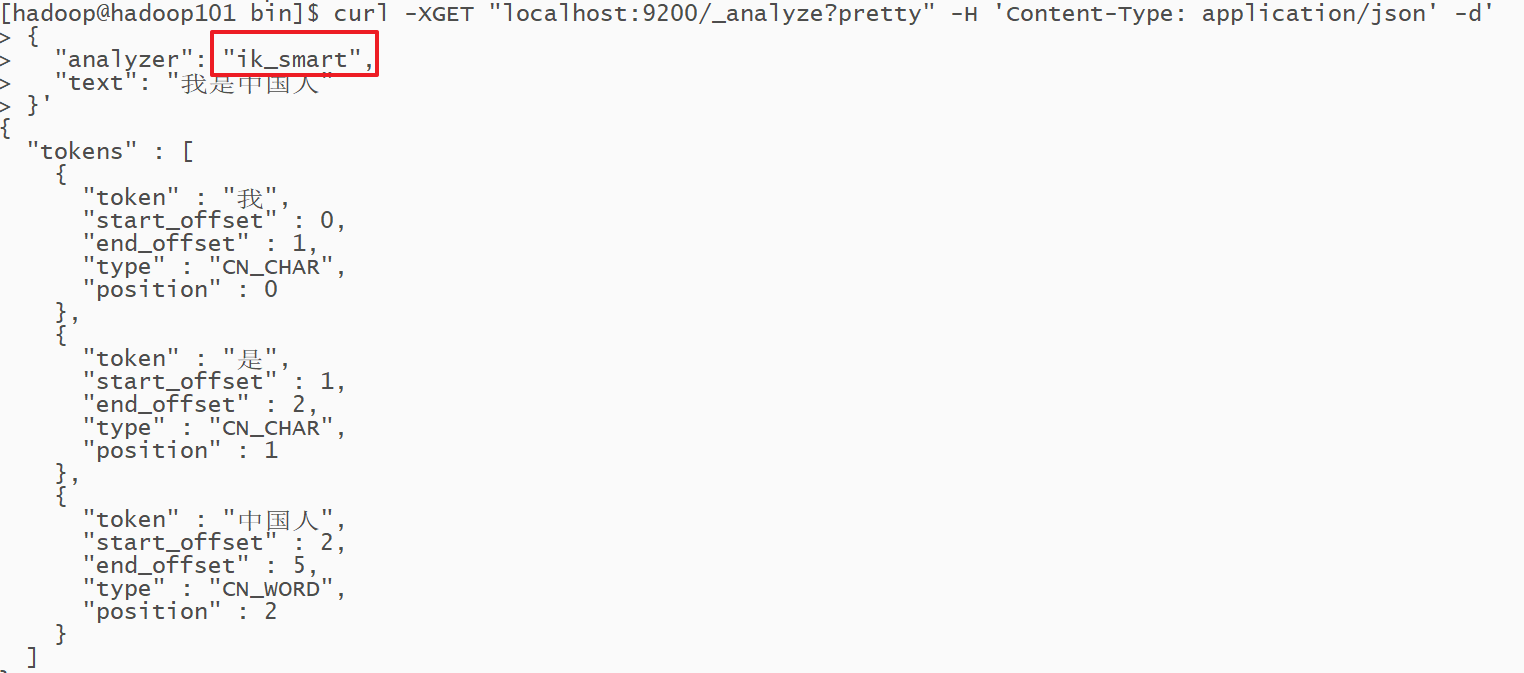 [hadoop@hadoop101 bin]$ curl -XGET "localhost:9200/_analyze?pretty" -H 'Content-Type: application/json' -d'
> {
>   "analyzer": "ik_smart",
>   "text": "我是中国人"
> }'
{
  "tokens" : [
    {
      "token" : "我",
      "start_offset" : 0,
      "end_offset" : 1,
      "type" : "CN_CHAR",
      "position" : 0
    },
    {
      "token" : "是",
      "start_offset" : 1,
      "end_offset" : 2,
      "type" : "CN_CHAR",
      "position" : 1
    },
    {
      "token" : "中国人",
      "start_offset" : 2,
      "end_offset" : 5,
      "type" : "CN_WORD",
      "position" : 2
    }
  ]
}